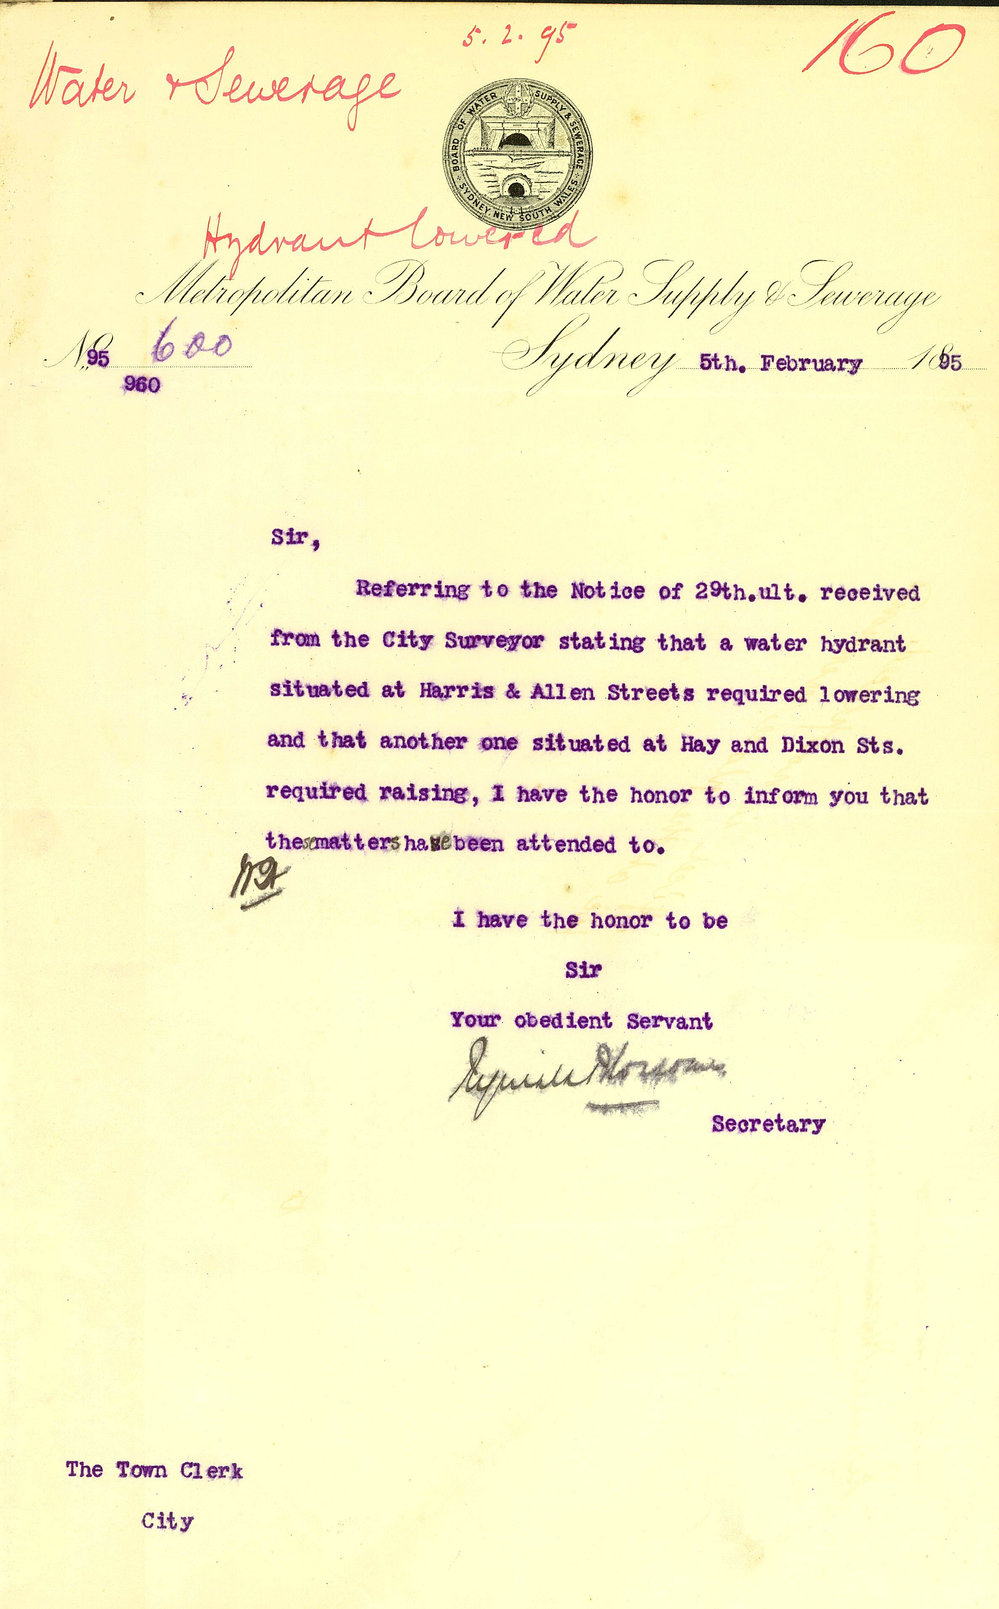 5. 2. 95
160
Water & Sewerage
BOARD OF WATER SUPPLY & SEWERAGE
SYDNEY, NEW SOUTH WALES
Hydrant lowered
Metropolitan Board of Water Supply & Sewerage
No. 95 600
960
Sydney 5th. February 1895
Sir,
Referring to the Notice of 29th.ult. received
from the City Surveyor stating that a water hydrant
situated at Harris & Allen Streets required lowering
and that another one situated at Hay and Dixon Sts.
required raising, I have the honor to inform you that
these matters have been attended to.
I have the honor to be
Sir
Your obedient Servant
Secretary
The Town Clerk
City